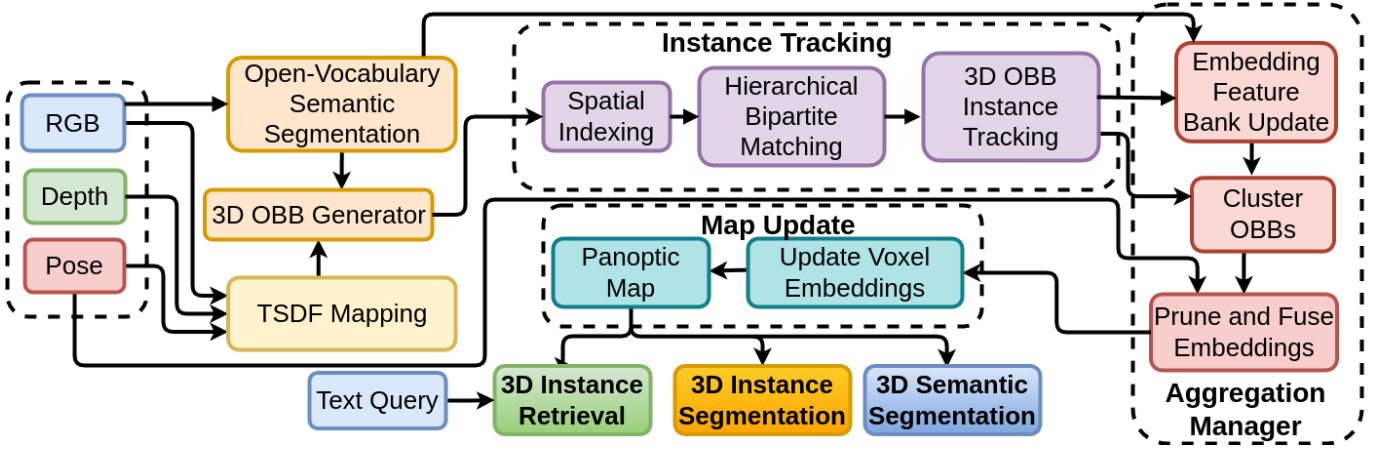 RGB
Depth
Pose
Open-Vocabulary
Semantic
Segmentation
3D OBB Generator
TSDF Mapping
Instance Tracking
Spatial
Indexing
Hierarchical
Bipartite
Matching
3D OBB
Instance
Tracking
Embedding
Feature
Bank Update
Cluster
OBBs
Prune and Fuse
Embeddings
Aggregation
Manager
Map Update
Panoptic
Map
Update Voxel
Embeddings
Text Query
3D Instance
Retrieval
3D Instance
Segmentation
3D Semantic
Segmentation